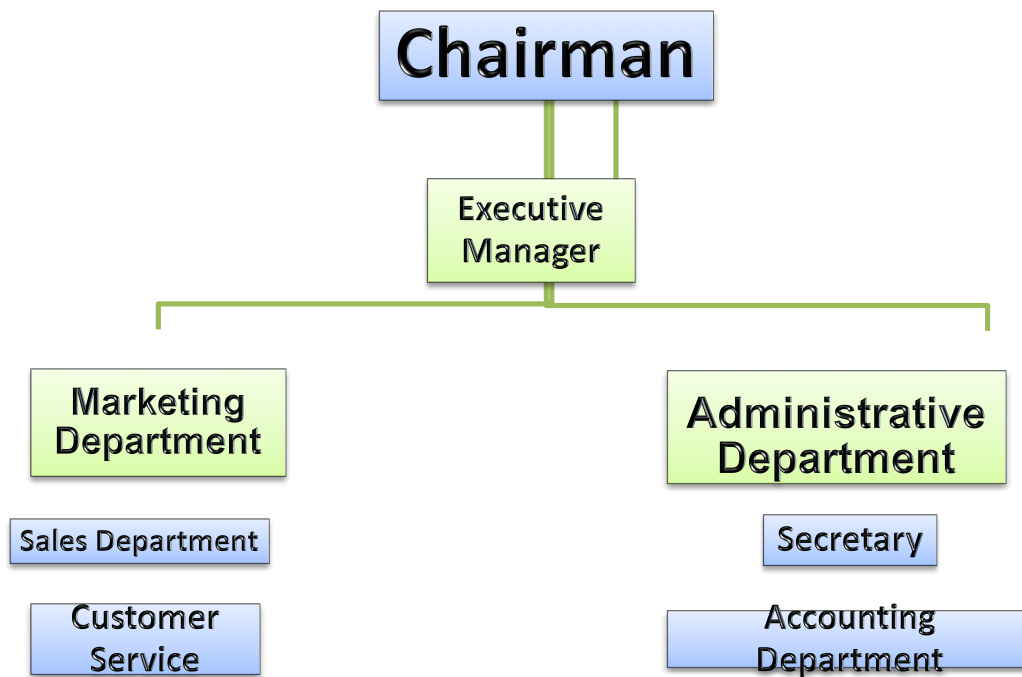 Chairman
Executive
Manager
Marketing
Department
Administrative
Department
Sales Department
Secretary
Customer
Service
Accounting
Department